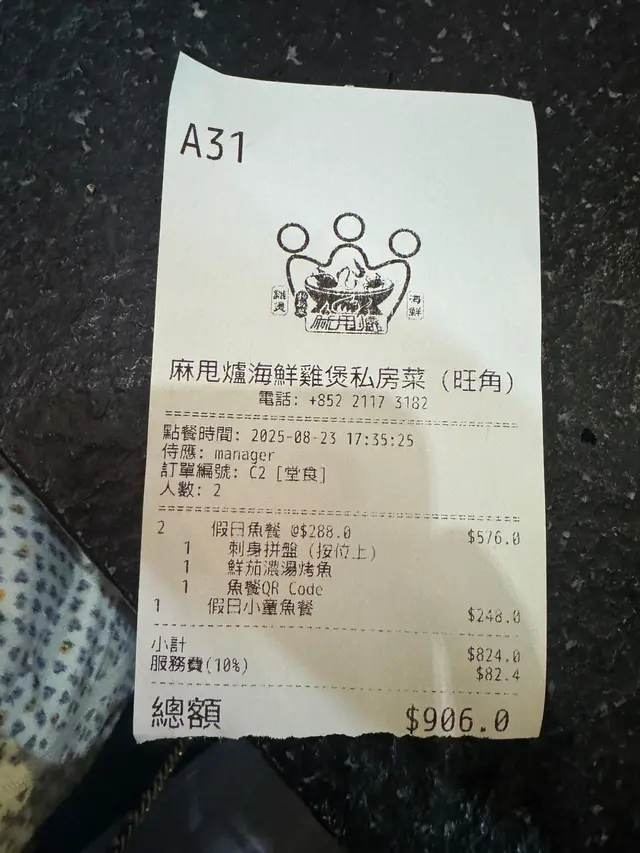 A31
雞煲
海鮮
麻甩爐
麻甩爐海鮮雞煲私房菜 (旺角)
電話: +852 2117 3182
點餐時間: 2025-08-23 17:35:25
侍應: manager
訂單編號: C2 [堂食]
人數: 2
2 假日魚餐 @$288.0 $576.0
1 刺身拼盤 (按位上)
1 鮮茄濃湯烤魚
1 魚餐QR Code
1 假日小童魚餐 $248.0
小計 $824.0
服務費(10%) $82.4
總額 $906.0